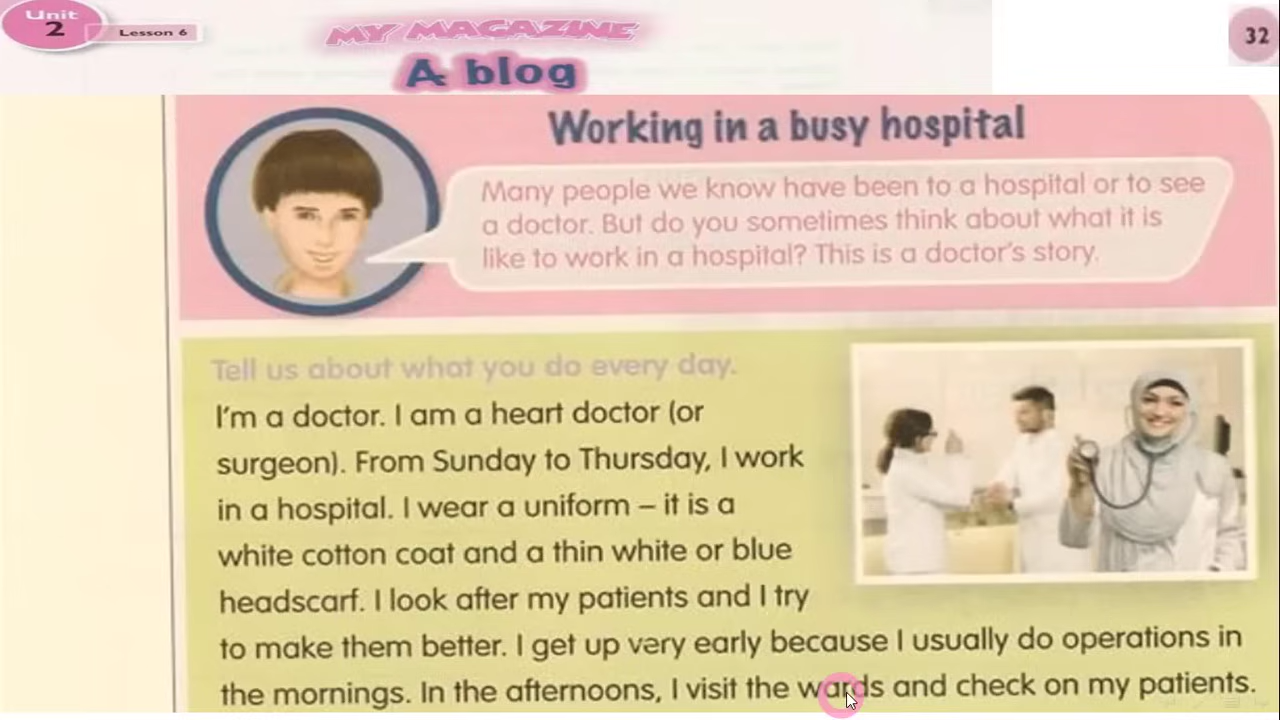 Unit
2
Lesson 6
MY MAGAZINE
A blog
32
Working in a busy hospital
Many people we know have been to a hospital or to see
a doctor. But do you sometimes think about what it is
like to work in a hospital? This is a doctor's story.
Tell us about what you do every day.
I'm a doctor. I am a heart doctor (or
surgeon). From Sunday to Thursday, I work
in a hospital. I wear a uniform – it is a
white cotton coat and a thin white or blue
headscarf. I look after my patients and I try
to make them better. I get up very early because I usually do operations in
the mornings. In the afternoons, I visit the wards and check on my patients.